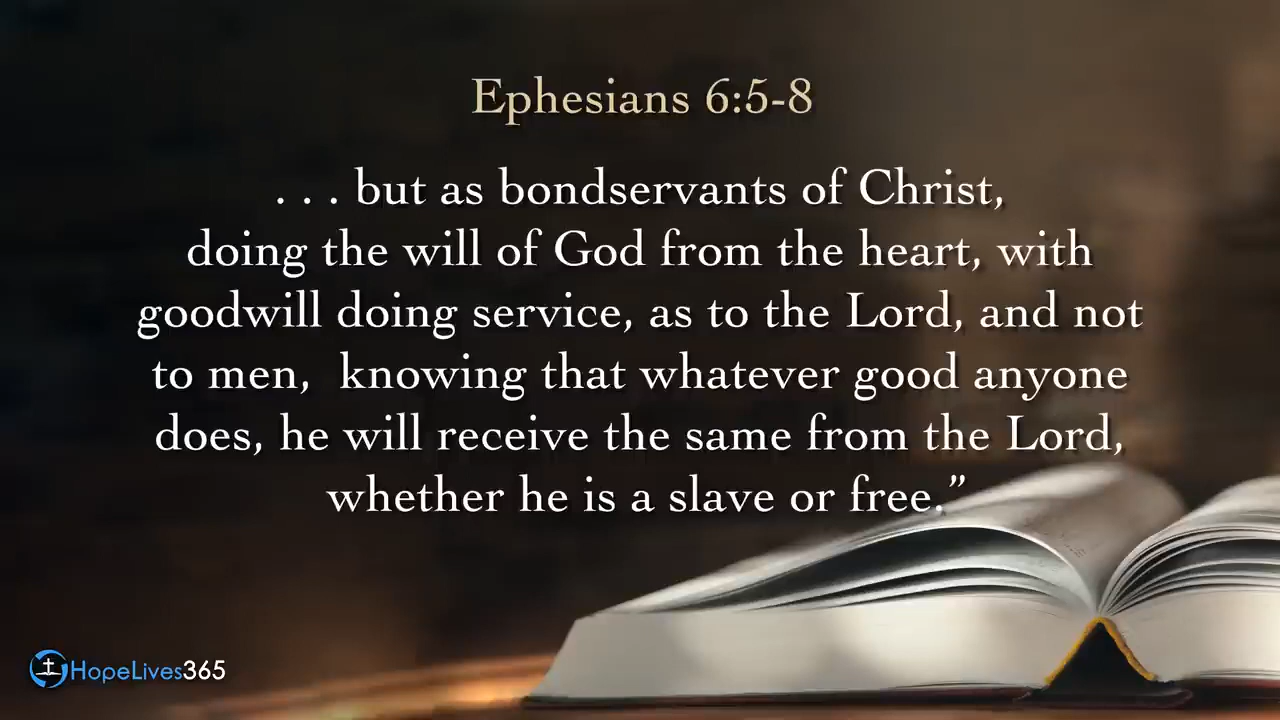 Ephesians 6:5-8
. . . but as bondservants of Christ,
doing the will of God from the heart, with
goodwill doing service, as to the Lord, and not
to men,  knowing that whatever good anyone
does, he will receive the same from the Lord,
whether he is a slave or free.”
HopeLives365